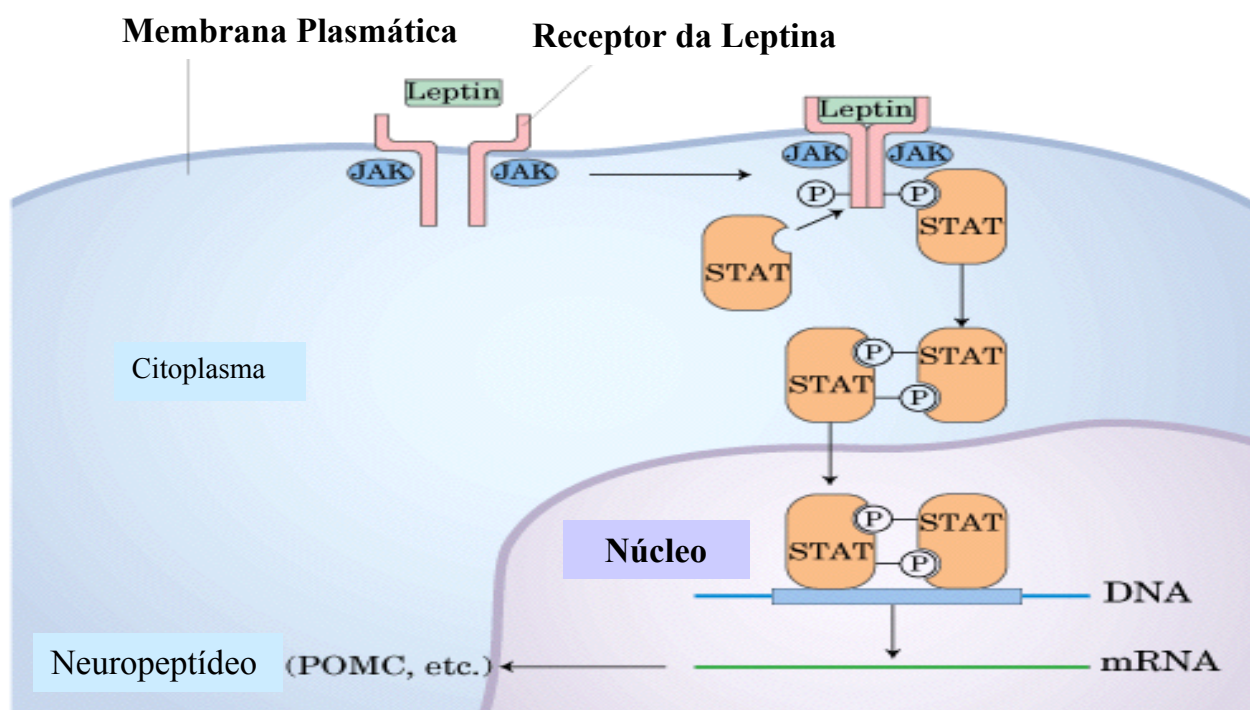 Membrana Plasmática
Receptor da Leptina
Leptin
Leptin
JAK
JAK
JAK
JAK
P
P
STAT
STAT
P
STAT
STAT
P
Citoplasma
P
STAT
STAT
P
Núcleo
DNA
Neuropeptídeo (POMC, etc.)
mRNA